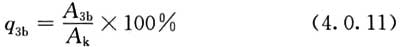 q₃b = A₃b / Aₖ × 100% (4.0.11)